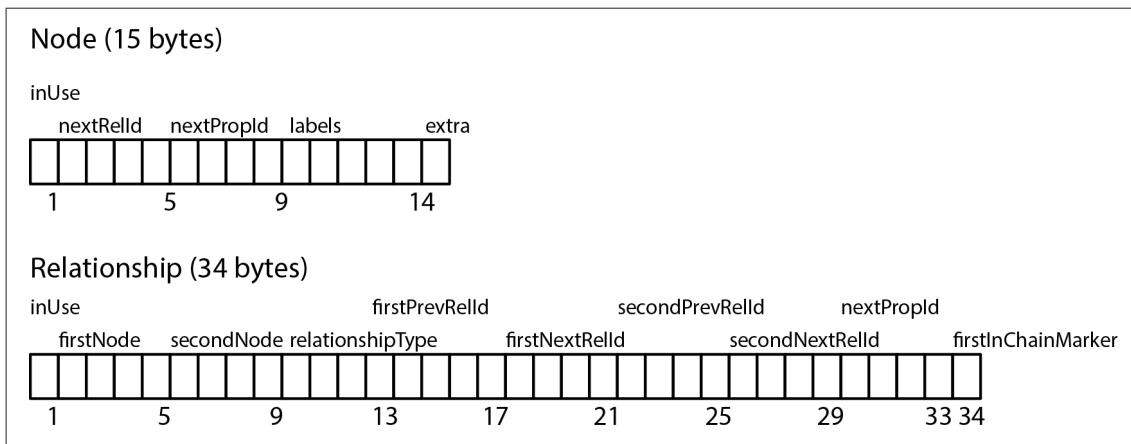 Node (15 bytes)
inUse
nextRelId nextPropId labels extra
1 5 9 14
Relationship (34 bytes)
inUse firstPrevRelId secondPrevRelId nextPropId
firstNode secondNode relationshipType firstNextRelId secondNextRelId firstInChainMarker
1 5 9 13 17 21 25 29 33 34